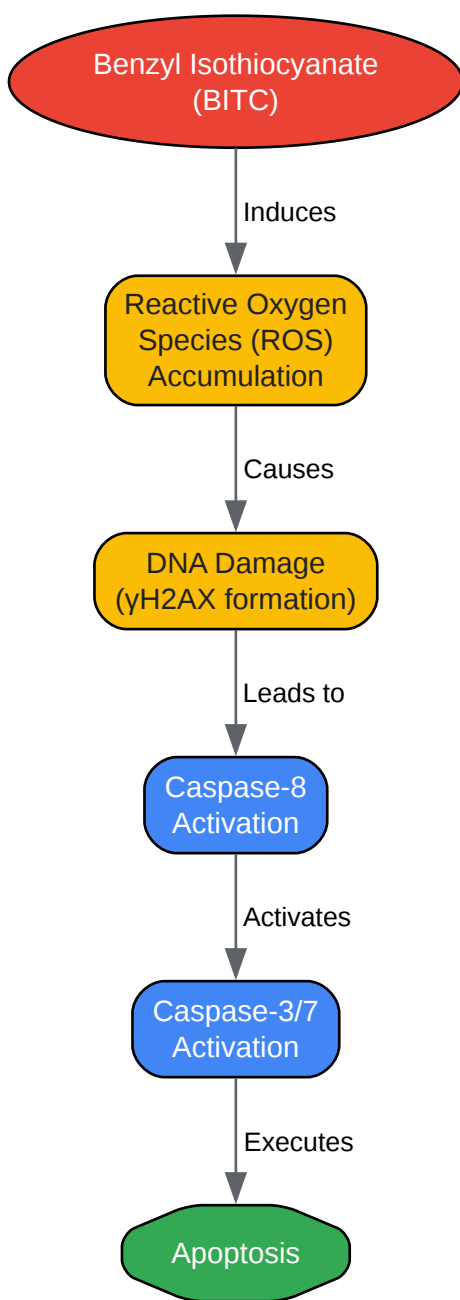 Benzyl Isothiocyanate
(BITC)
Induces
Reactive Oxygen
Species (ROS)
Accumulation
Causes
DNA Damage
(γH2AX formation)
Leads to
Caspase-8
Activation
Activates
Caspase-3/7
Activation
Executes
Apoptosis